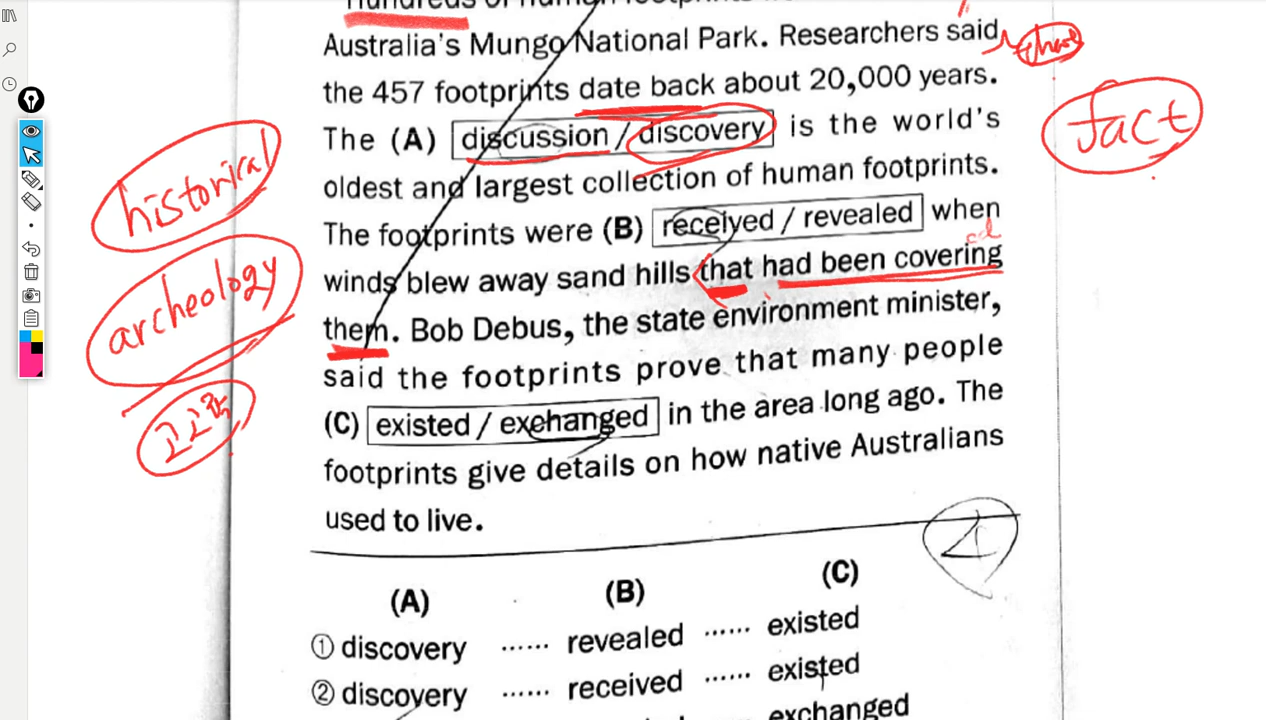 Hundreds of human footprints
Australia's Mungo National Park. Researchers said
that
the 457 footprints date back about 20,000 years.
fact
The (A) discussion / discovery is the world's
historical
oldest and largest collection of human footprints.
The footprints were (B) received / revealed when
ed
winds blew away sand hills that had been covering
archeology
them. Bob Debus, the state environment minister,
said the footprints prove that many people
고고학
(C) existed / exchanged in the area long ago. The
footprints give details on how native Australians
used to live.
(A) (B) (C)
① discovery ...... revealed ...... existed
② discovery ...... received ...... existed
exchanged